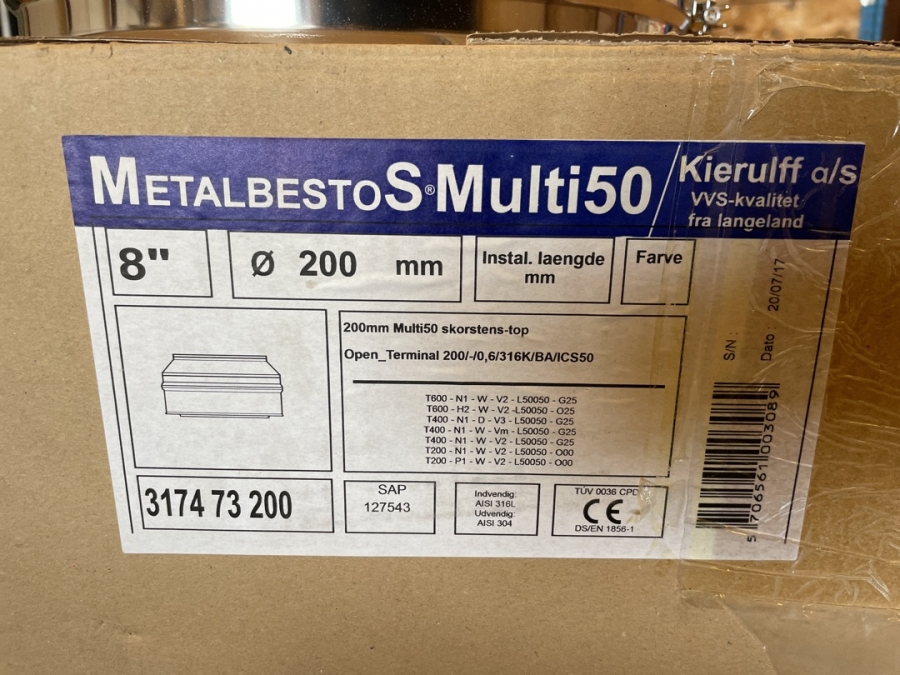 METALBESTOS® Multi50
Kierulff a/s
VVS-kvalitet
fra langeland
8"
Ø 200 mm
Instal. laengde
mm
Farve
200mm Multi50 skorstens-top
Open_Terminal 200/-/0,6/316K/BA/ICS50
T600 - N1 - W - V2 - L50050 - G25
T600 - H2 - W - V2 -L50050 - O25
T400 - N1 - D - V3 - L50050 - G25
T400 - N1 - W - Vm - L50050 - G25
T400 - N1 - W - V2 - L50050 - G25
T200 - N1 - W - V2 - L50050 - O00
T200 - P1 - W - V2 - L50050 - O00
3174 73 200
SAP
127543
Indvendig:
AISI 316L
Udvendig:
AISI 304
TÜV 0036 CPD
CE
DS/EN 1856-1
S/N :
Dato : 20/07/17
5 706561 003089